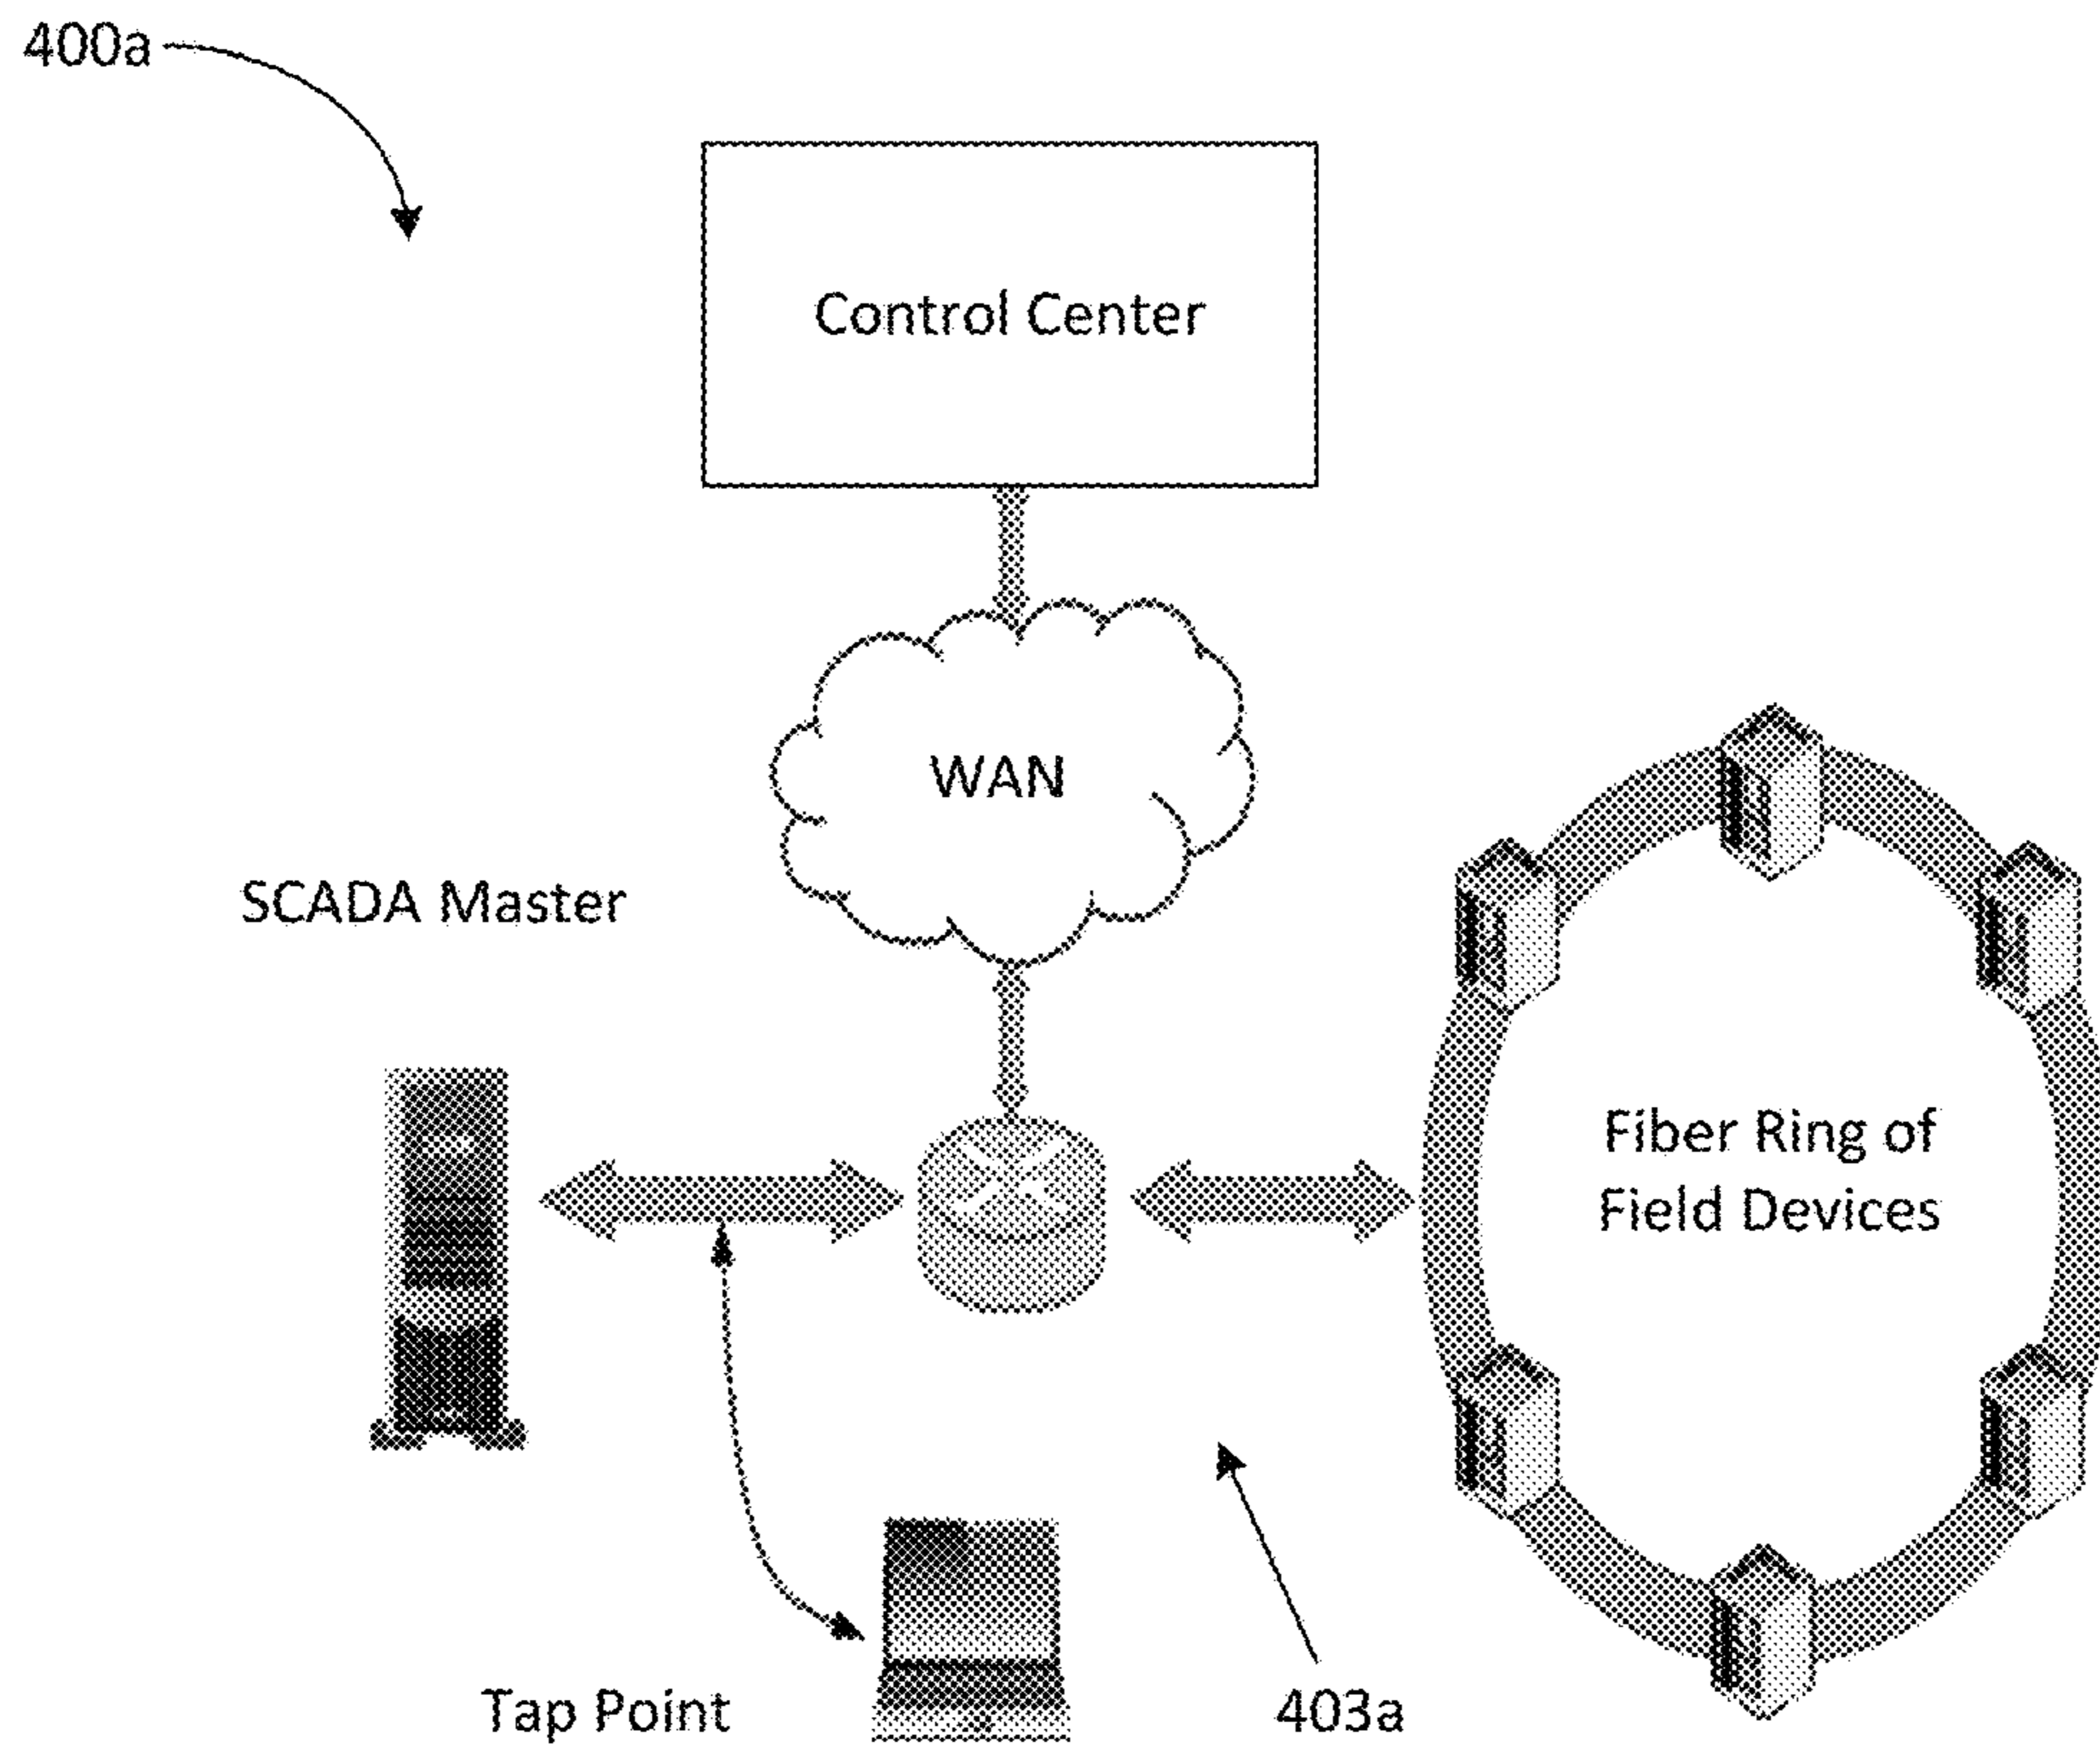 400a
Control Center
WAN
SCADA Master
Fiber Ring of
Field Devices
Tap Point
403a